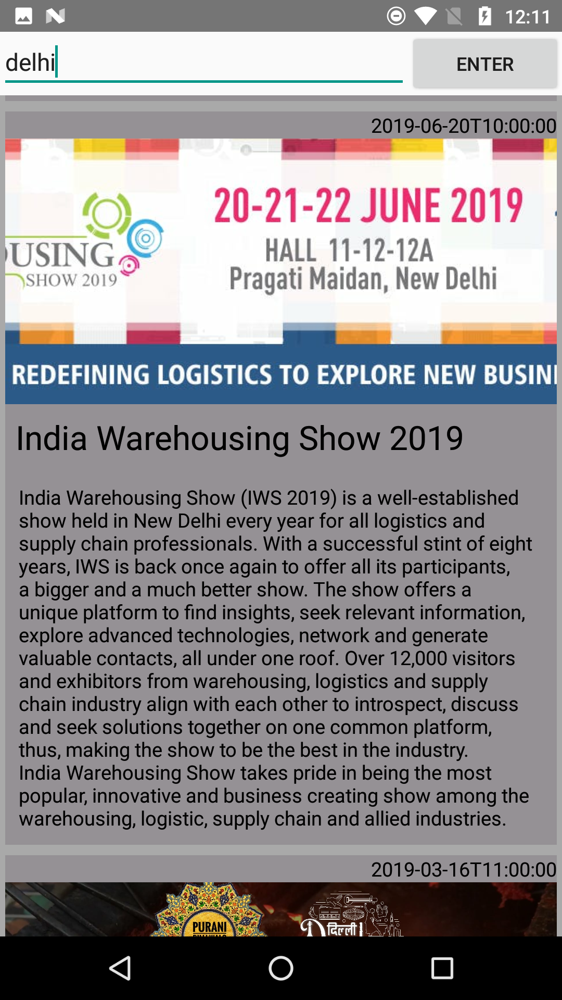 12:11
delhi
ENTER
2019-06-20T10:00:00
20-21-22 JUNE 2019
HALL 11-12-12A
Pragati Maidan, New Delhi
OUSING
SHOW 2019
REDEFINING LOGISTICS TO EXPLORE NEW BUSIN
India Warehousing Show 2019
India Warehousing Show (IWS 2019) is a well-established
show held in New Delhi every year for all logistics and
supply chain professionals. With a successful stint of eight
years, IWS is back once again to offer all its participants,
a bigger and a much better show. The show offers a
unique platform to find insights, seek relevant information,
explore advanced technologies, network and generate
valuable contacts, all under one roof. Over 12,000 visitors
and exhibitors from warehousing, logistics and supply
chain industry align with each other to introspect, discuss
and seek solutions together on one common platform,
thus, making the show to be the best in the industry.
India Warehousing Show takes pride in being the most
popular, innovative and business creating show among the
warehousing, logistic, supply chain and allied industries.
2019-03-16T11:00:00
PURANI
दिल्ली